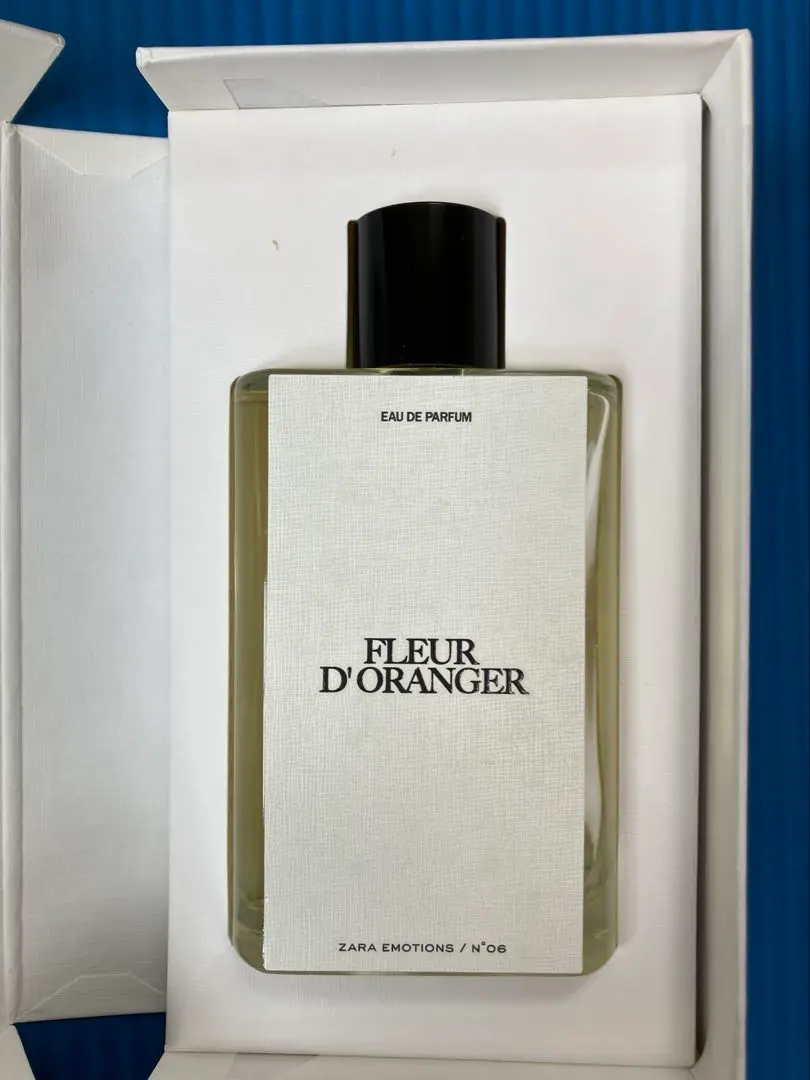 EAU DE PARFUM
FLEUR
D'ORANGER
ZARA EMOTIONS / N°06